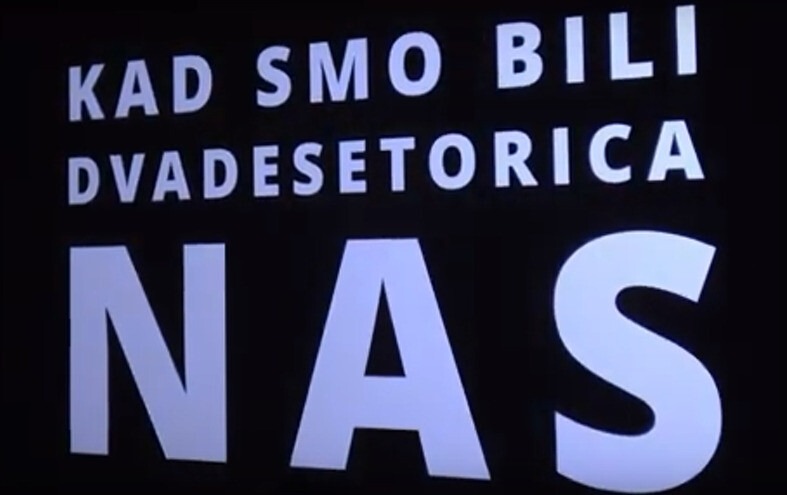 KAD SMO BILI
DVADESETORICA
NAS